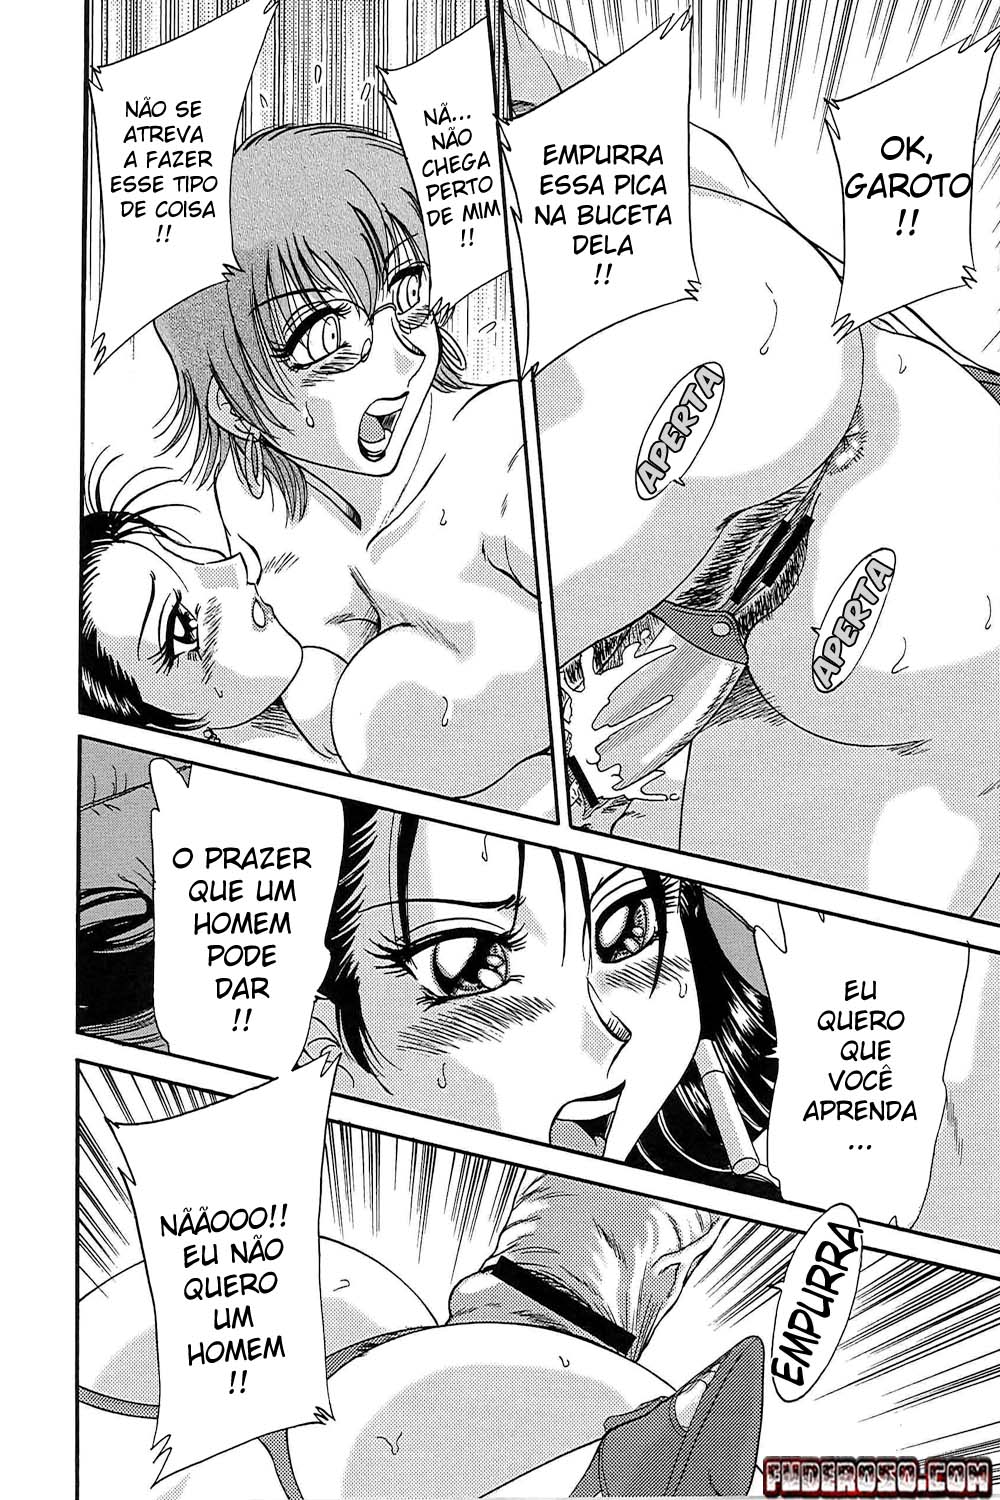 OK,
GAROTO
!!
EMPURRA
ESSA PICA
NA BUCETA
DELA
!!
APERTA
APERTA
NÃ...
NÃO
CHEGA
PERTO
DE MIM
!!
NÃO SE
ATREVA
A FAZER
ESSE TIPO
DE COISA
!!
EU
QUERO
QUE
VOCÊ
APRENDA
...
O PRAZER
QUE UM
HOMEM
PODE
DAR
!!
EMPURRA
NÃÃOOO!!
EU NÃO
QUERO
UM
HOMEM
!!
FUDEROSO.COM